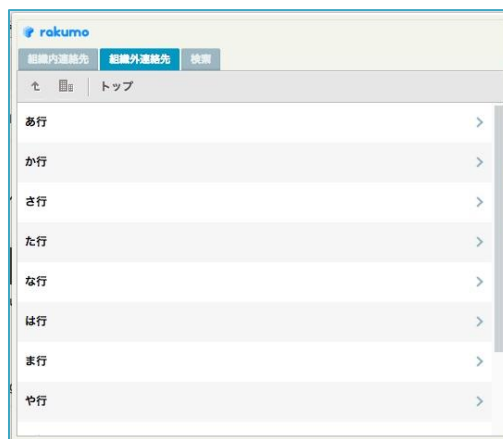 rakumo
組織内連絡先 組織外連絡先 検索
トップ
あ行
か行
さ行
た行
な行
は行
ま行
や行